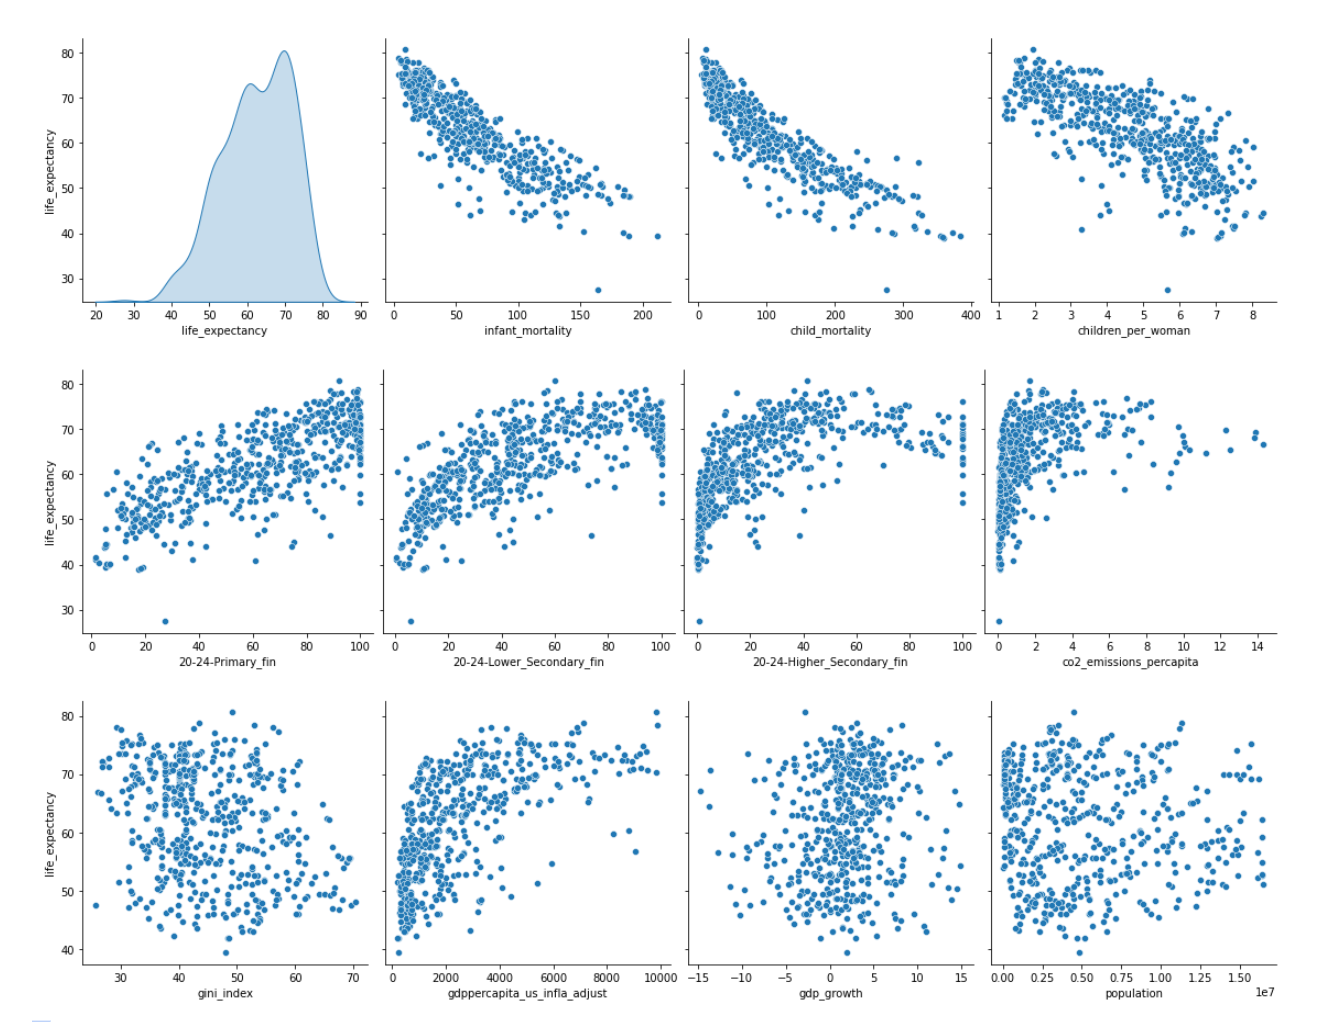 80
70
60
50
40
30
life_expectancy
20 30 40 50 60 70 80 90
life_expectancy
0 50 100 150 200
infant_mortality
0 100 200 300 400
child_mortality
1 2 3 4 5 6 7 8
children_per_woman
80
70
60
50
40
30
life_expectancy
0 20 40 60 80 100
20-24-Primary_fin
0 20 40 60 80 100
20-24-Lower_Secondary_fin
0 20 40 60 80 100
20-24-Higher_Secondary_fin
0 2 4 6 8 10 12 14
co2_emissions_percapita
80
70
60
50
40
life_expectancy
30 40 50 60 70
gini_index
0 2000 4000 6000 8000 10000
gdppercapita_us_infla_adjust
−15 −10 −5 0 5 10 15
gdp_growth
0.00 0.25 0.50 0.75 1.00 1.25 1.50
1e7
population